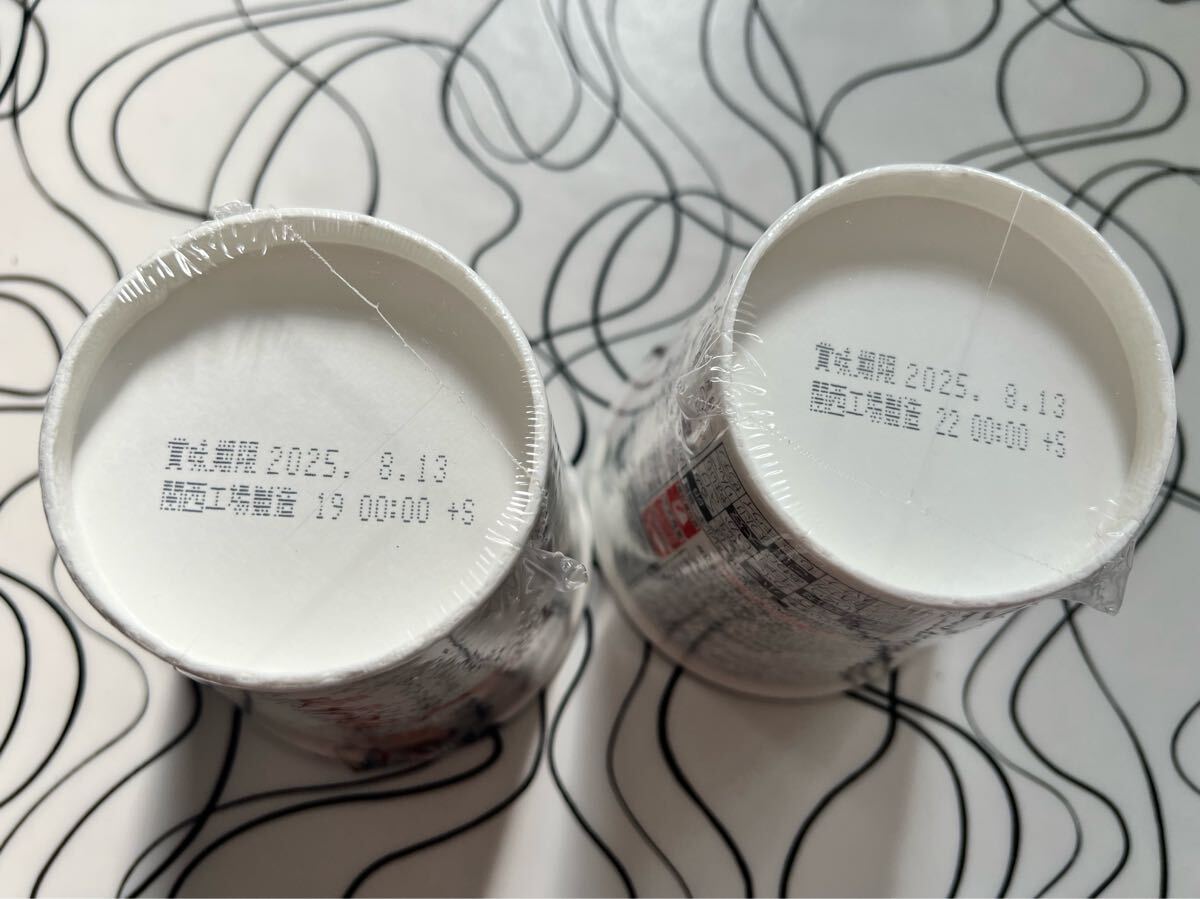 賞味期限 2025. 8.13
関西工場製造 19 00:00 +S
賞味期限 2025. 8.13
関西工場製造 22 00:00 +S